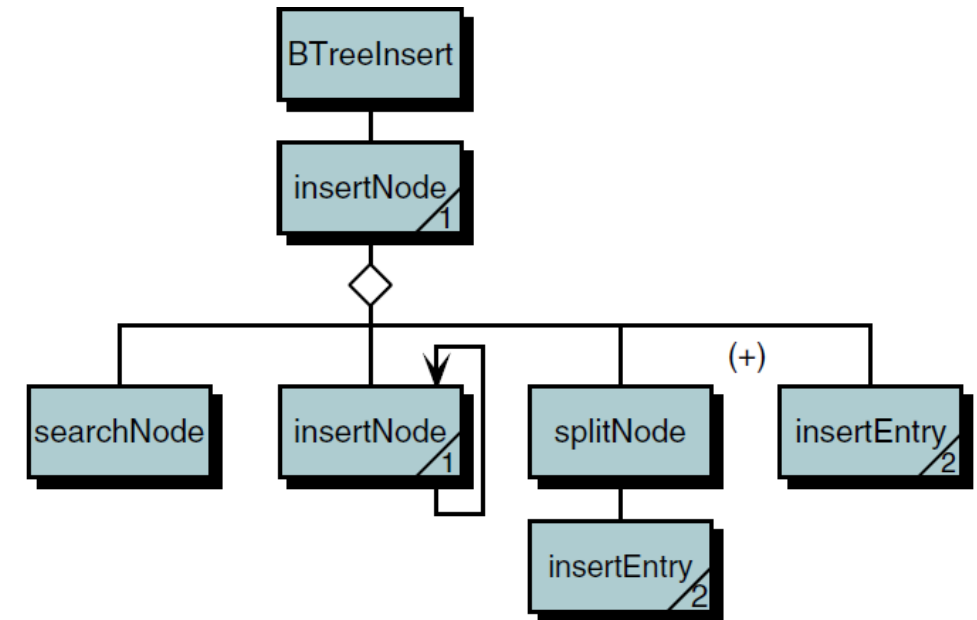 BTreeInsert
insertNode
1
(+)
searchNode
insertNode
1
splitNode
insertEntry
2
insertEntry
2